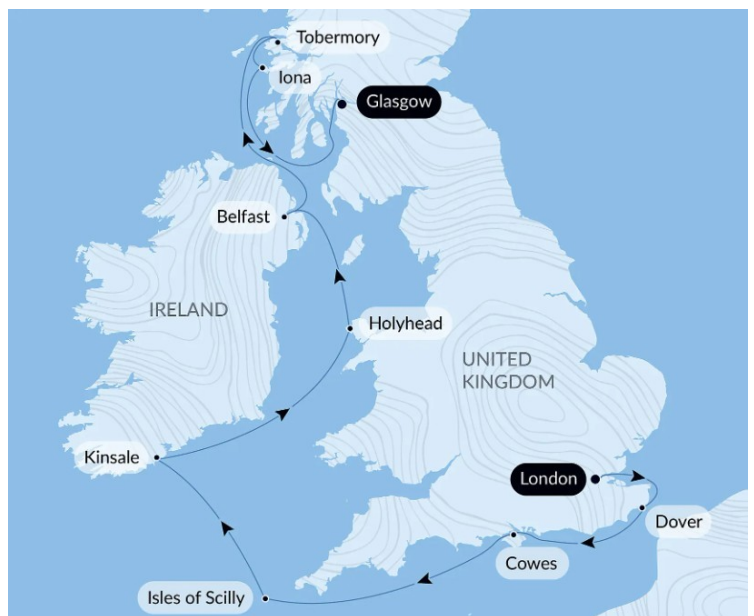 Tobermory
Iona
Glasgow
Belfast
IRELAND
Holyhead
UNITED
KINGDOM
Kinsale
London
Dover
Cowes
Isles of Scilly